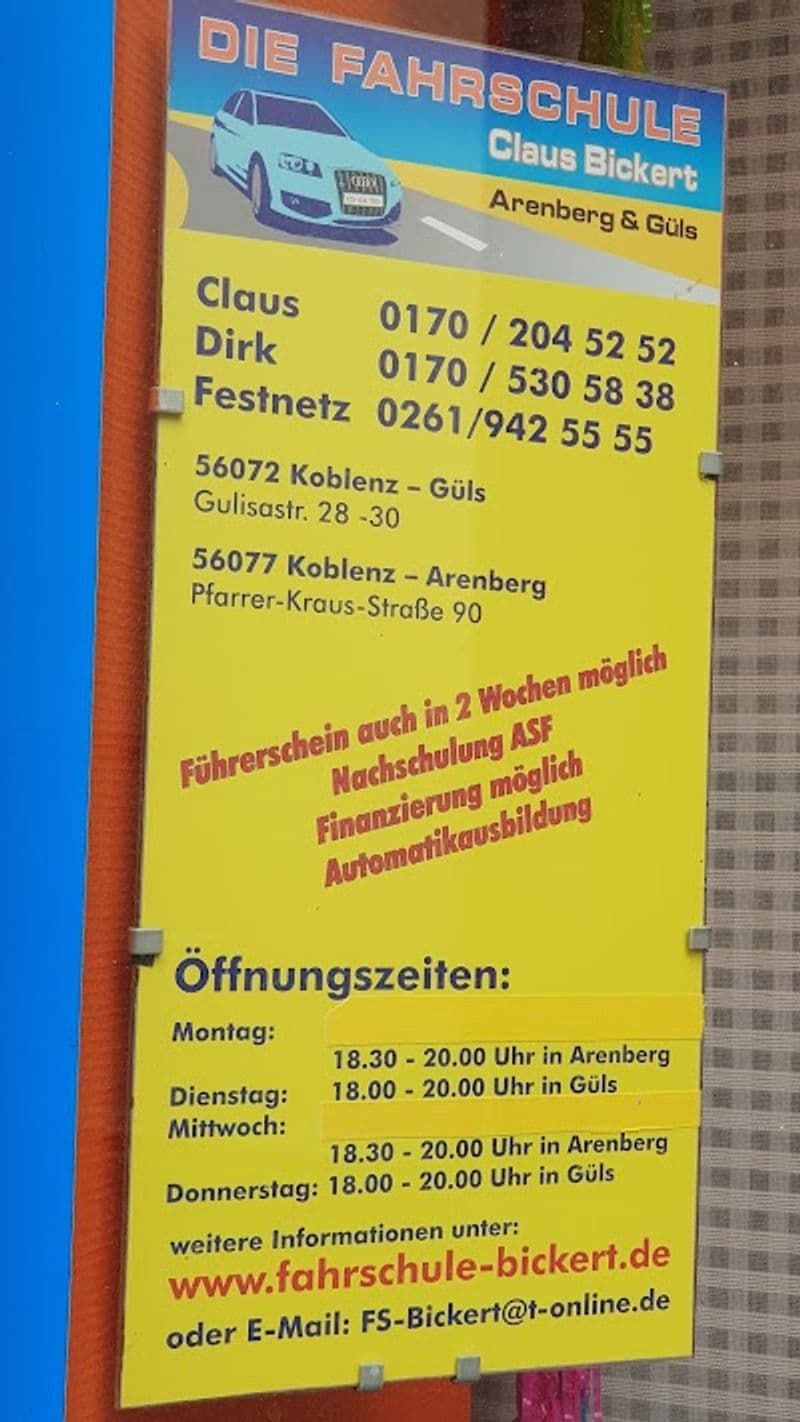 DIE FAHRSCHULE
Claus Bickert
Arenberg & Güls
Claus 0170 / 204 52 52
Dirk 0170 / 530 58 38
Festnetz 0261/942 55 55
56072 Koblenz – Güls
Gulisastr. 28 -30
56077 Koblenz – Arenberg
Pfarrer-Kraus-Straße 90
Führerschein auch in 2 Wochen möglich
Nachschulung ASF
Finanzierung möglich
Automatikausbildung
Öffnungszeiten:
Montag:
18.30 - 20.00 Uhr in Arenberg
Dienstag: 18.00 - 20.00 Uhr in Güls
Mittwoch:
18.30 - 20.00 Uhr in Arenberg
Donnerstag: 18.00 - 20.00 Uhr in Güls
weitere Informationen unter:
www.fahrschule-bickert.de
oder E-Mail: FS-Bickert@t-online.de